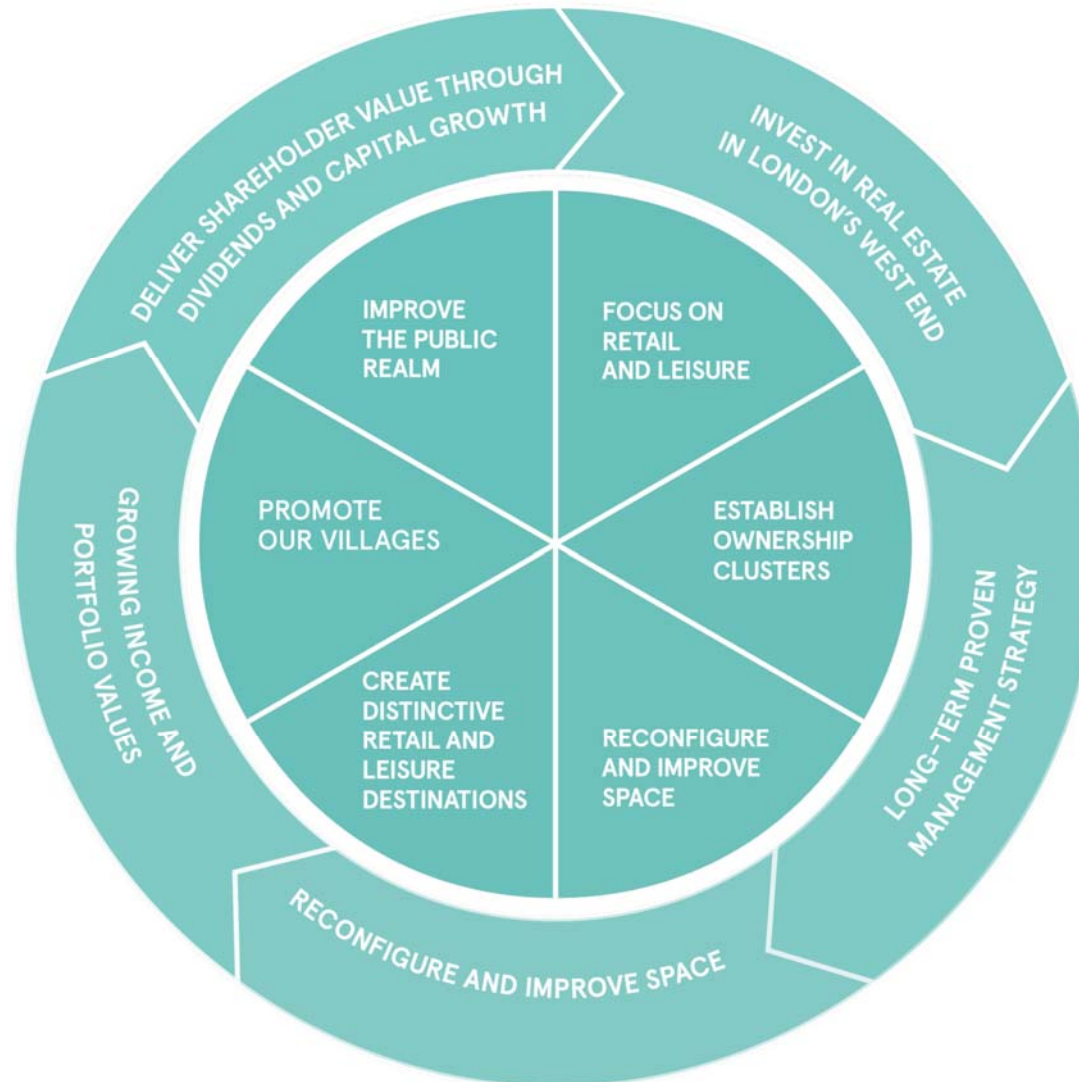 DELIVER SHAREHOLDER VALUE THROUGH
DIVIDENDS AND CAPITAL GROWTH
INVEST IN REAL ESTATE
IN LONDON'S WEST END
LONG-TERM PROVEN
MANAGEMENT STRATEGY
RECONFIGURE AND IMPROVE SPACE
GROWING INCOME AND
PORTFOLIO VALUES
IMPROVE
THE PUBLIC
REALM
FOCUS ON
RETAIL
AND LEISURE
ESTABLISH
OWNERSHIP
CLUSTERS
RECONFIGURE
AND IMPROVE
SPACE
CREATE
DISTINCTIVE
RETAIL AND
LEISURE
DESTINATIONS
PROMOTE
OUR VILLAGES